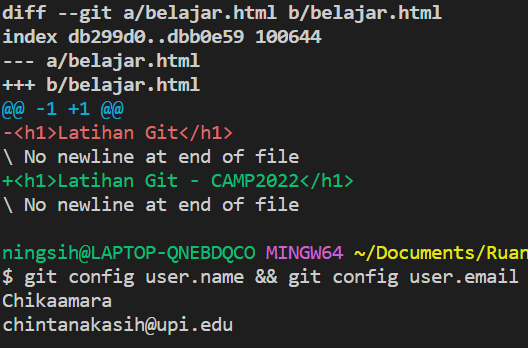 diff --git a/belajar.html b/belajar.html
index db299d0..dbb0e59 100644
--- a/belajar.html
+++ b/belajar.html
@@ -1 +1 @@
-<h1>Latihan Git</h1>
\ No newline at end of file
+<h1>Latihan Git - CAMP2022</h1>
\ No newline at end of file
ningsih@LAPTOP-QNEBDQCO MINGW64 ~/Documents/Ruan
$ git config user.name && git config user.email
Chikaamara
chintanakasih@upi.edu